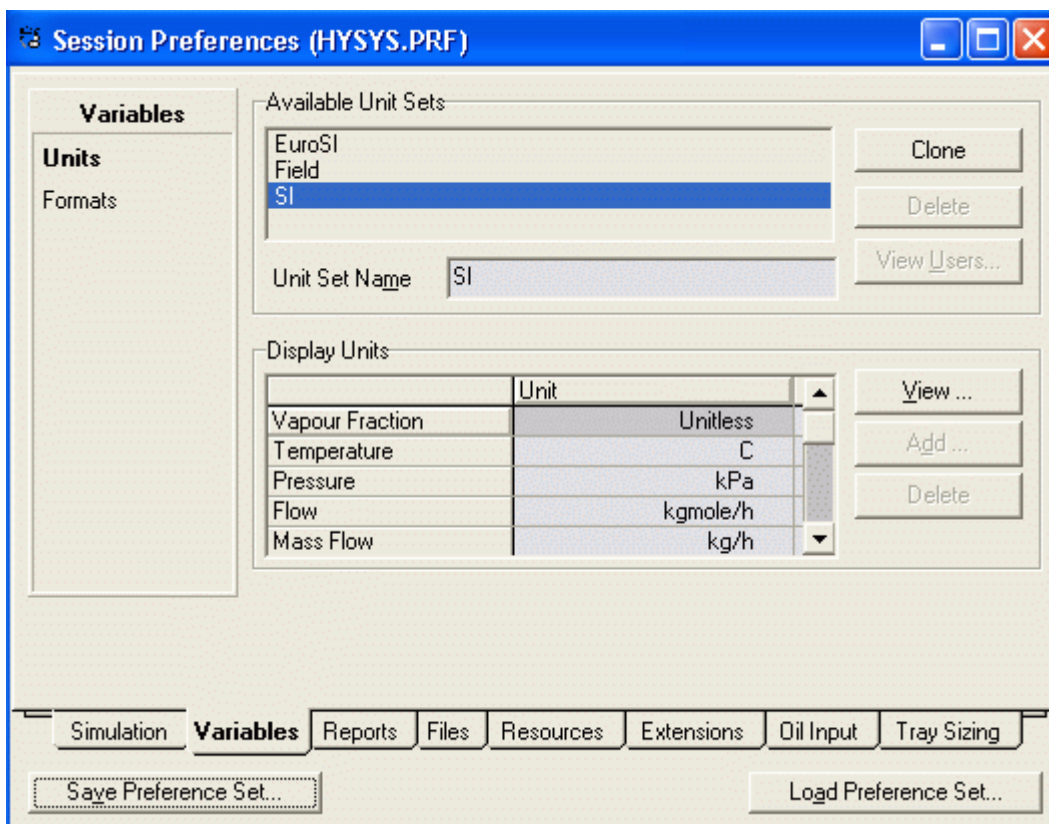 Session Preferences (HYSYS.PRF)
Variables
Units
Formats
Available Unit Sets
EuroSI
Field
SI
Clone
Delete
View Users...
Unit Set Name SI
Display Units
Unit
Vapour Fraction Unitless
Temperature C
Pressure kPa
Flow kgmole/h
Mass Flow kg/h
View ...
Add ...
Delete
Simulation Variables Reports Files Resources Extensions Oil Input Tray Sizing
Save Preference Set... Load Preference Set...